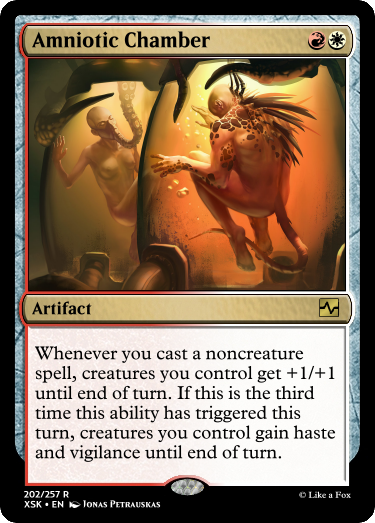 Amniotic Chamber
Artifact
Whenever you cast a noncreature
spell, creatures you control get +1/+1
until end of turn. If this is the third
time this ability has triggered this
turn, creatures you control gain haste
and vigilance until end of turn.
202/257 R
XSK • EN Jonas Petrauskas
© Like a Fox